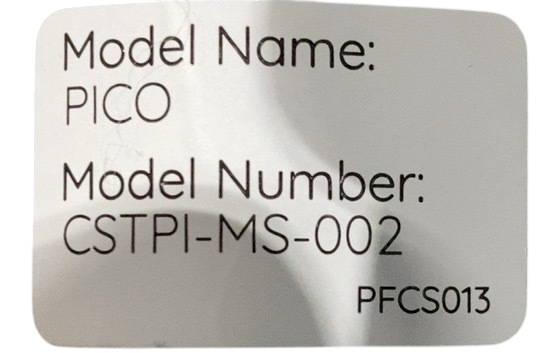 Model Name:
PICO
Model Number:
CSTPI-MS-002
PFCS013